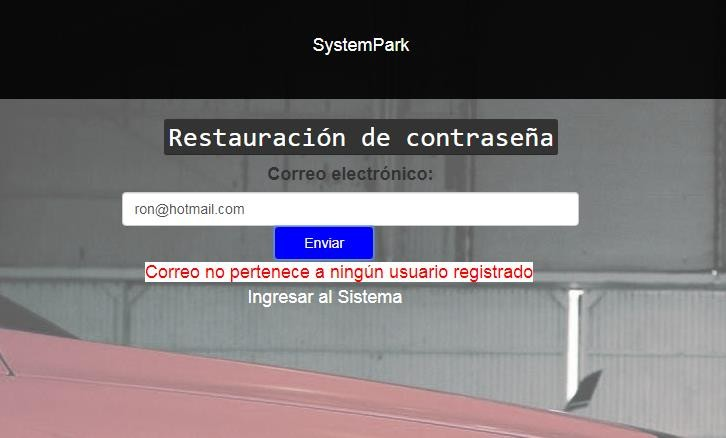 SystemPark
Restauración de contraseña
Correo electrónico:
ron@hotmail.com
Enviar
Correo no pertenece a ningún usuario registrado
Ingresar al Sistema